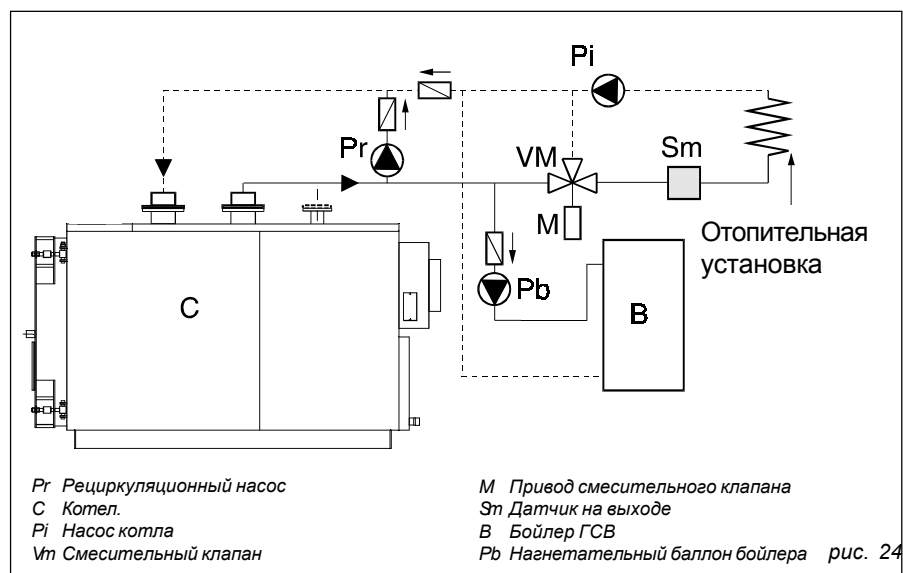 Pi
Pr
VM
Sm
M
Отопительная
установка
Pb
C
B
Pr Рециркуляционный насос
C Котел.
Pi Насос котла
Vm Смесительный клапан
M Привод смесительного клапана
Sm Датчик на выходе
B Бойлер ГСВ
Pb Нагнетательный баллон бойлера
рис. 24